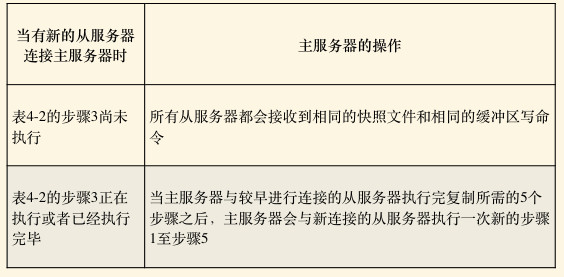 当有新的从服务器
连接主服务器时
主服务器的操作
表4-2的步骤3尚未
执行
所有从服务器都会接收到相同的快照文件和相同的缓冲区写命
令
表4-2的步骤3正在
执行或者已经执行
完毕
当主服务器与较早进行连接的从服务器执行完复制所需的5个
步骤之后，主服务器会与新连接的从服务器执行一次新的步骤
1至步骤5